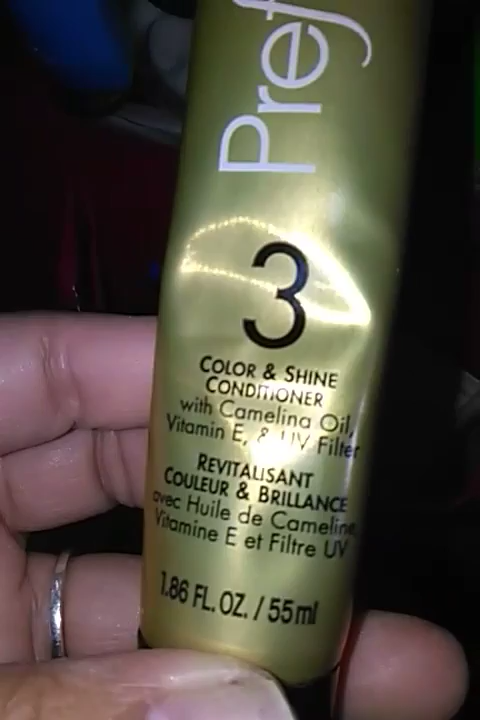 Pref
3
COLOR & SHINE
CONDITIONER
with Camelina Oil,
Vitamin E, & UV Filter
REVITALISANT
COULEUR & BRILLANCE
avec Huile de Cameline,
Vitamine E et Filtre UV
1.86 FL. OZ. / 55ml